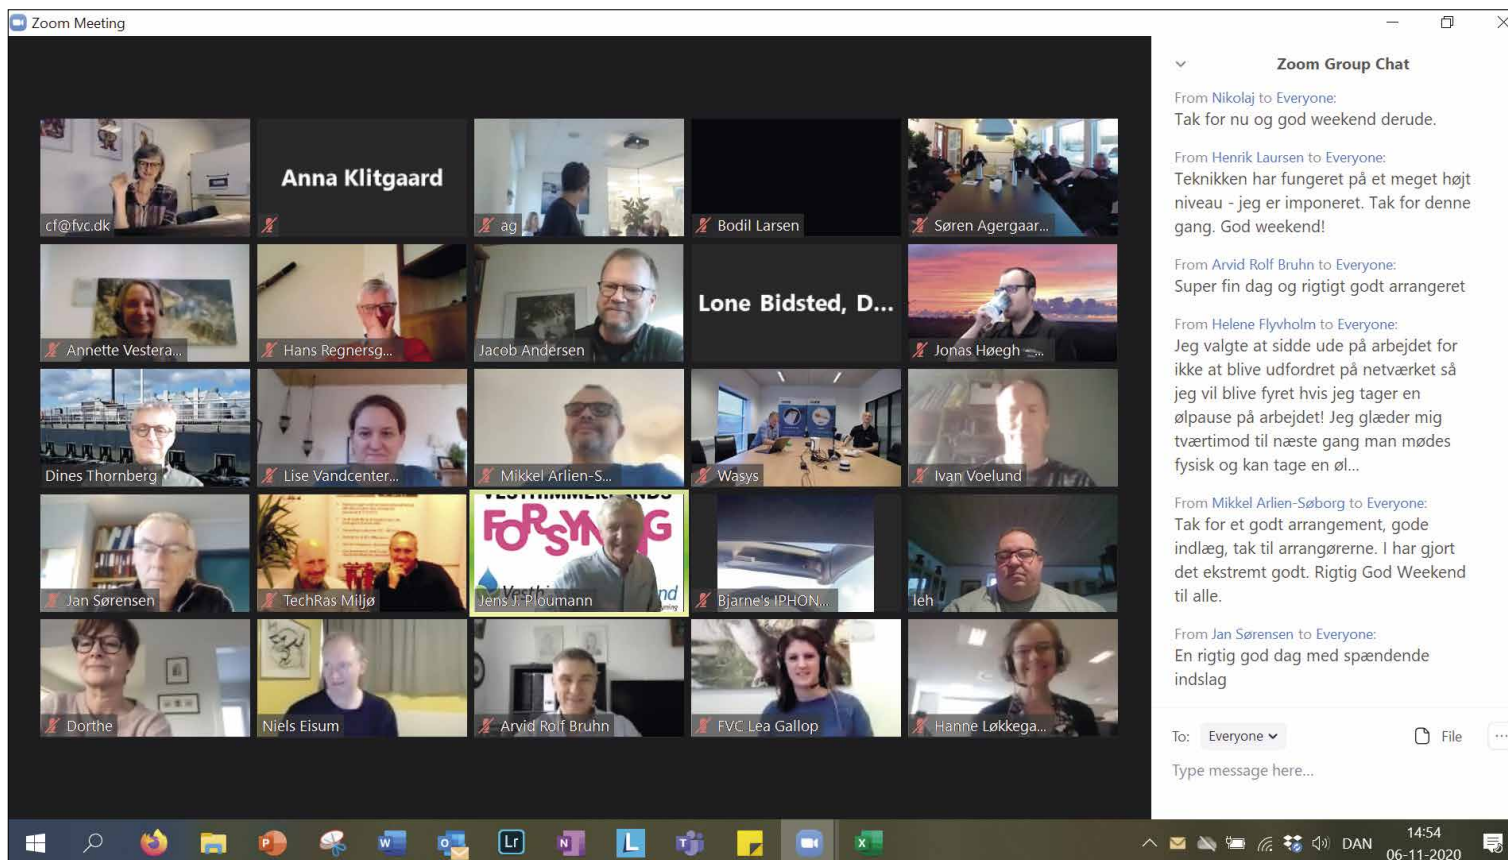 Zoom Meeting
cf@fvc.dk
Anna Klitgaard
ag
Bodil Larsen
Søren Agergaar...
Annette Vestera...
Hans Regnersg...
Jacob Andersen
Lone Bidsted, D...
Jonas Høegh - ...
Dines Thornberg
Lise Vandcenter...
Mikkel Arlien-S...
Wasys
Ivan Voelund
Jan Sørensen
TechRas Miljø
FORSYNING
Jens J. Ploumann
Bjarne's IPHON...
leh
Dorthe
Niels Eisum
Arvid Rolf Bruhn
FVC Lea Gallop
Hanne Løkkega...
Zoom Group Chat
From Nikolaj to Everyone:
Tak for nu og god weekend derude.
From Henrik Laursen to Everyone:
Teknikken har fungeret på et meget højt
niveau - jeg er imponeret. Tak for denne
gang. God weekend!
From Arvid Rolf Bruhn to Everyone:
Super fin dag og rigtigt godt arrangeret
From Helene Flyvholm to Everyone:
Jeg valgte at sidde ude på arbejdet for
ikke at blive udfordret på netværket så
jeg vil blive fyret hvis jeg tager en
ølpause på arbejdet! Jeg glæder mig
tværtimod til næste gang man mødes
fysisk og kan tage en øl...
From Mikkel Arlien-Søborg to Everyone:
Tak for et godt arrangement, gode
indlæg, tak til arrangørerne. I har gjort
det ekstremt godt. Rigtig God Weekend
til alle.
From Jan Sørensen to Everyone:
En rigtig god dag med spændende
indslag
To: Everyone
File
Type message here...
Lr
DAN
14:54
06-11-2020